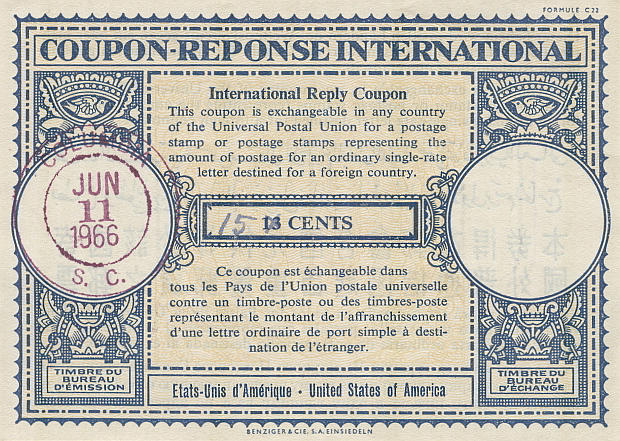 FORMULE C22
COUPON-REPONSE INTERNATIONAL
International Reply Coupon
This coupon is exchangeable in any country
of the Universal Postal Union for a postage
stamp or postage stamps representing the
amount of postage for an ordinary single-rate
letter destined for a foreign country.
COLUMBIA
JUN
11
1966
S. C.
15 13 CENTS
Ce coupon est échangeable dans
tous les Pays de l'Union postale universelle
contre un timbre-poste ou des timbres-poste
représentant le montant de l'affranchissement
d'une lettre ordinaire de port simple à desti-
nation de l'étranger.
TIMBRE DU
BUREAU
D'ÉMISSION
Etats-Unis d'Amérique · United States of America
TIMBRE DU
BUREAU
D'ÉCHANGE
BENZIGER & CIE. S.A. EINSIEDELN